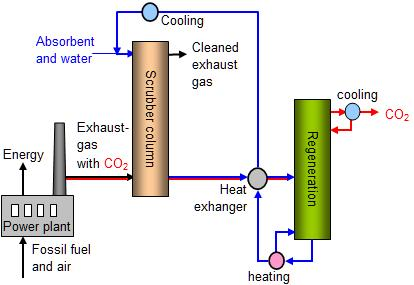 Cooling
Absorbent
and water
Cleaned
exhaust
gas
Scrubber column
cooling
CO2
Exhaust-
gas
with CO2
Regeneration
Energy
Heat
exhanger
Power plant
Fossil fuel
and air
heating